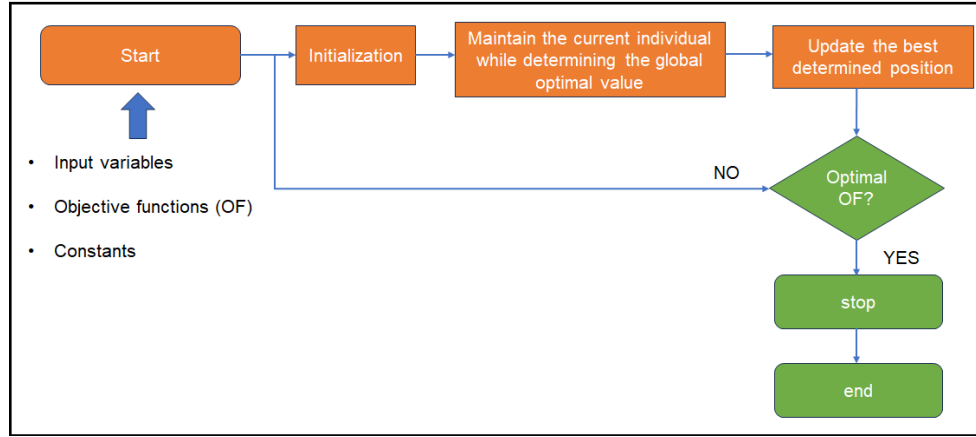 Start
Initialization
Maintain the current individual
while determining the global
optimal value
Update the best
determined position
• Input variables
• Objective functions (OF)
• Constants
NO
Optimal
OF?
YES
stop
end